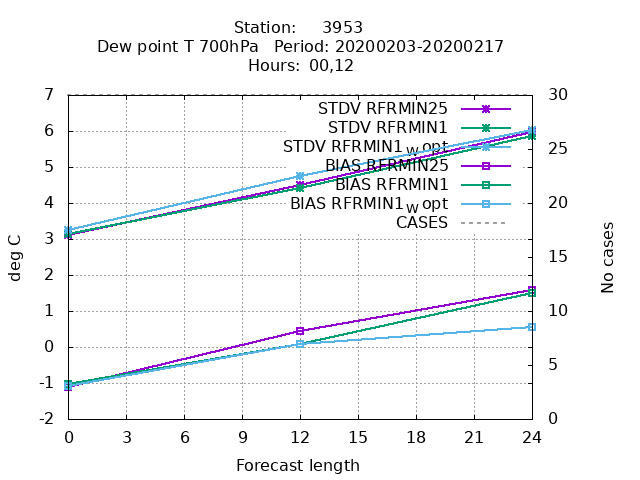 Station: 3953
Dew point T 700hPa Period: 20200203-20200217
Hours: 00,12
7
6
5
4
3
2
1
0
-1
-2
deg C
STDV RFRMIN25
STDV RFRMIN1
STDV RFRMIN1_w opt
BIAS RFRMIN25
BIAS RFRMIN1
BIAS RFRMIN1_w opt
CASES
30
25
20
15
10
5
0
No cases
0 3 6 9 12 15 18 21 24
Forecast length